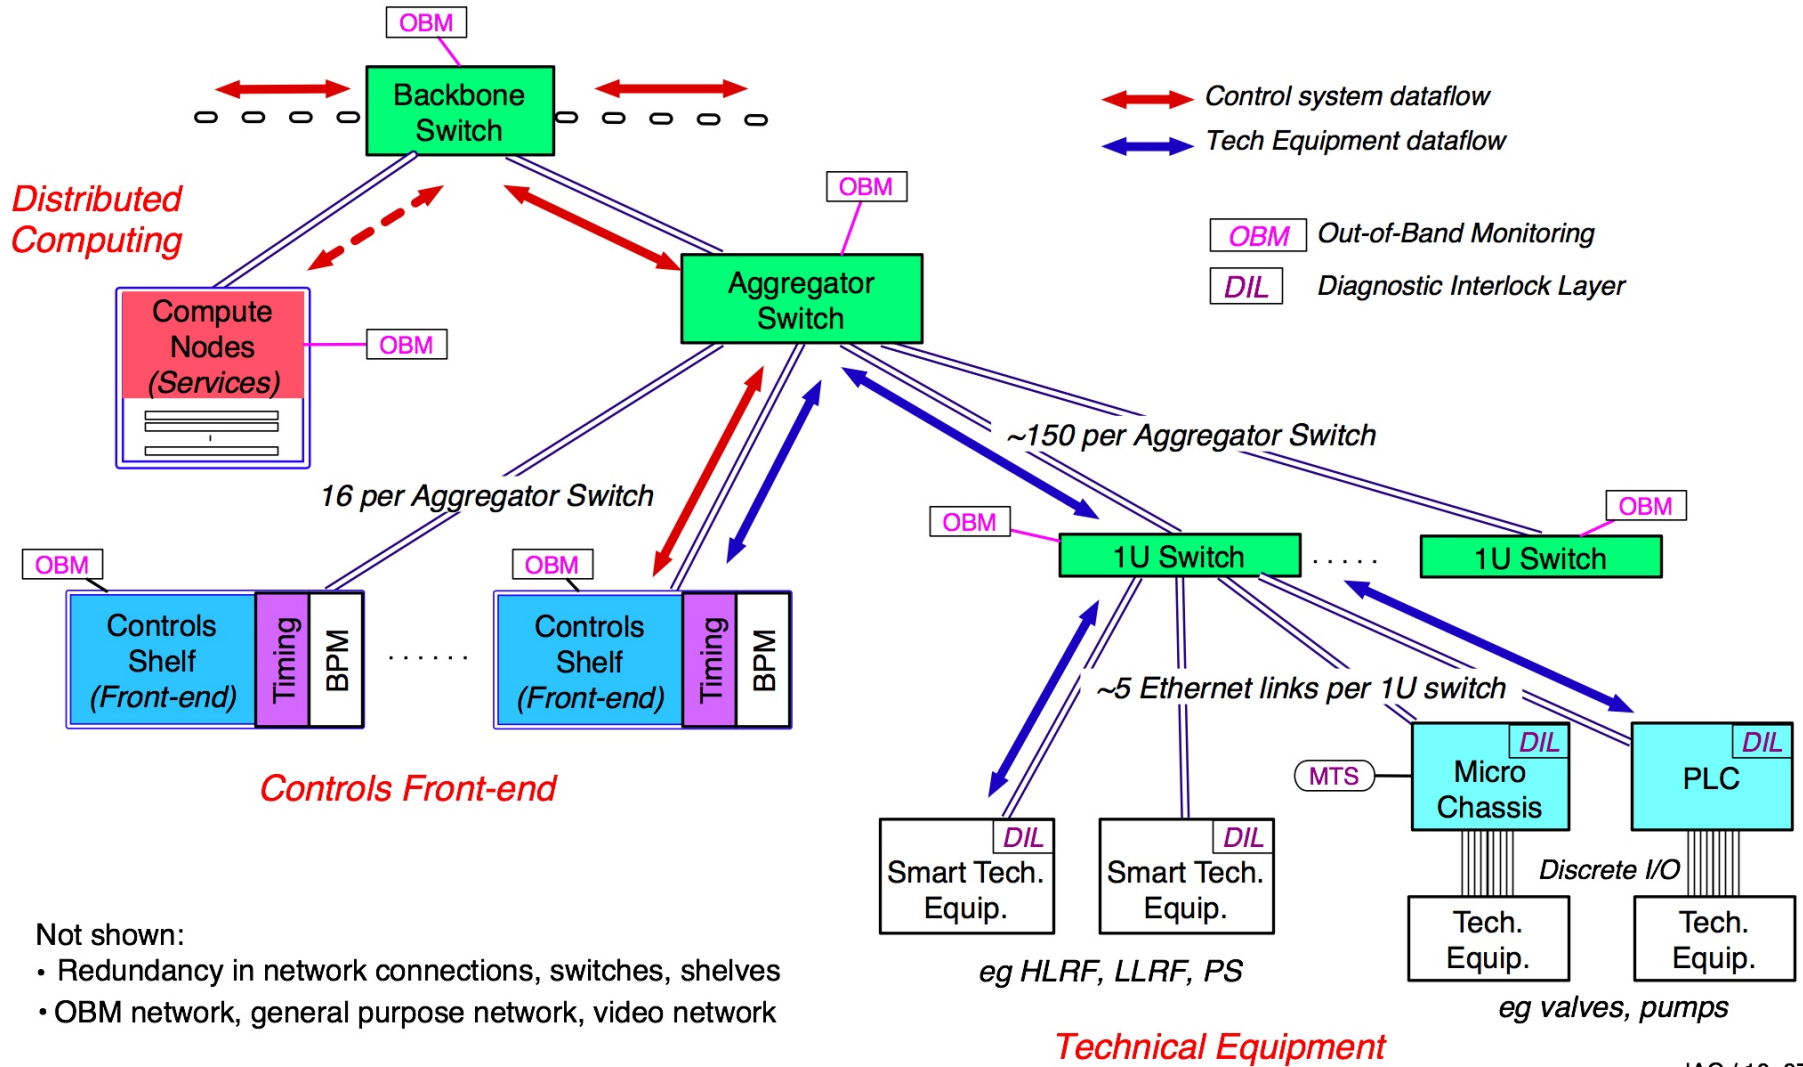 OBM
Backbone
Switch
Control system dataflow
Tech Equipment dataflow
Distributed
Computing
OBM
OBM Out-of-Band Monitoring
DIL Diagnostic Interlock Layer
Aggregator
Switch
Compute
Nodes
(Services)
OBM
~150 per Aggregator Switch
16 per Aggregator Switch
OBM
OBM
1U Switch
. . . . .
1U Switch
OBM
OBM
Controls
Shelf
(Front-end)
Timing
BPM
. . . . . .
Controls
Shelf
(Front-end)
Timing
BPM
~5 Ethernet links per 1U switch
Controls Front-end
MTS
DIL
Micro
Chassis
DIL
PLC
DIL
Smart Tech.
Equip.
DIL
Smart Tech.
Equip.
Discrete I/O
Tech.
Equip.
Tech.
Equip.
Not shown:
• Redundancy in network connections, switches, shelves
• OBM network, general purpose network, video network
eg HLRF, LLRF, PS
eg valves, pumps
Technical Equipment